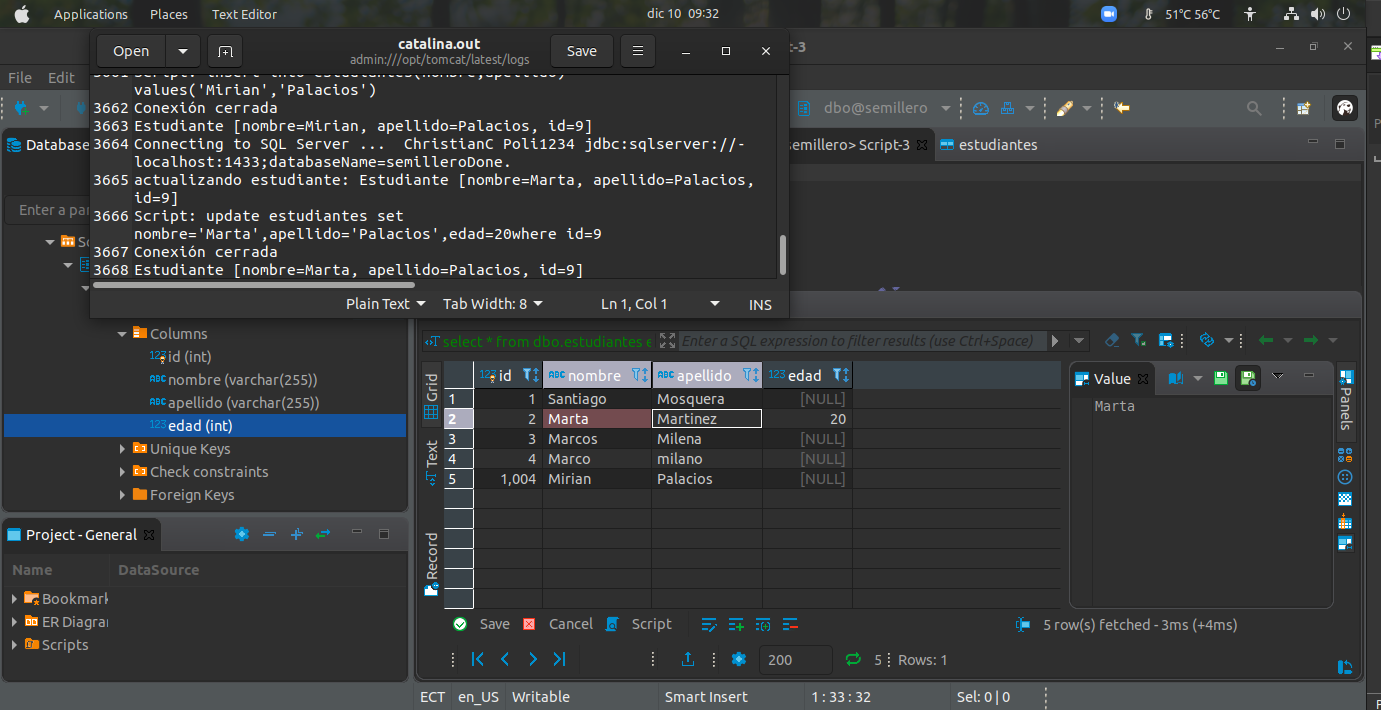 Applications Places Text Editor dic 10 09:32 51°C 56°C
Open catalina.out Save
admin:///opt/tomcat/latest/logs
values('Mirian','Palacios')
3662 Conexión cerrada
3663 Estudiante [nombre=Mirian, apellido=Palacios, id=9]
3664 Connecting to SQL Server ... ChristianC Poli1234 jdbc:sqlserver://-
localhost:1433;databaseName=semilleroDone.
3665 actualizando estudiante: Estudiante [nombre=Marta, apellido=Palacios,
id=9]
3666 Script: update estudiantes set
nombre='Marta',apellido='Palacios',edad=20where id=9
3667 Conexión cerrada
3668 Estudiante [nombre=Marta, apellido=Palacios, id=9]
Plain Text Tab Width: 8 Ln 1, Col 1 INS
File Edit
dbo@semillero
Database
emillero> Script-3 estudiantes
Enter a pa
Columns
id (int)
nombre (varchar(255))
apellido (varchar(255))
edad (int)
Unique Keys
Check constraints
Foreign Keys
Project - General
Name DataSource
Bookmark
ER Diagra
Scripts
select * from dbo.estudiantes e Enter a SQL expression to filter results (use Ctrl+Space)
Grid
Text
Record
id nombre apellido edad
1 1 Santiago Mosquera [NULL]
2 2 Marta Martinez 20
3 3 Marcos Milena [NULL]
4 4 Marco milano [NULL]
5 1,004 Mirian Palacios [NULL]
Value
Marta
Panels
Save Cancel Script 5 row(s) fetched - 3ms (+4ms)
200 5 Rows: 1
ECT en_US Writable Smart Insert 1 : 33 : 32 Sel: 0 | 0